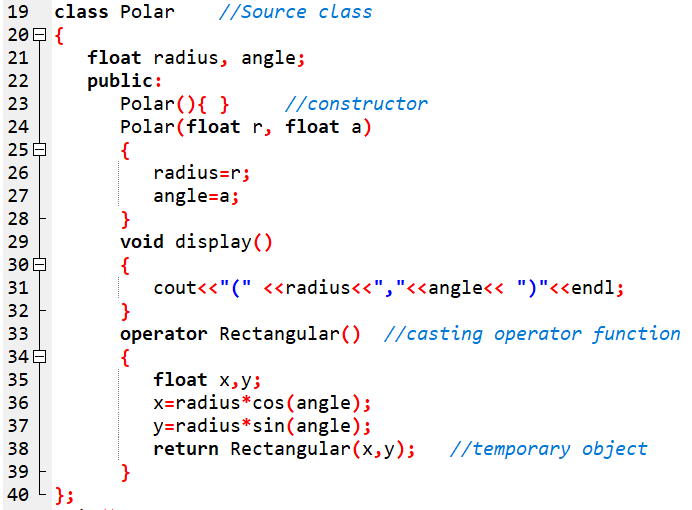 19 class Polar //Source class
20 {
21 float radius, angle;
22 public:
23 Polar(){ } //constructor
24 Polar(float r, float a)
25 {
26 radius=r;
27 angle=a;
28 }
29 void display()
30 {
31 cout<<"(" <<radius<<","<<angle<< ")"<<endl;
32 }
33 operator Rectangular() //casting operator function
34 {
35 float x,y;
36 x=radius*cos(angle);
37 y=radius*sin(angle);
38 return Rectangular(x,y); //temporary object
39 }
40 };